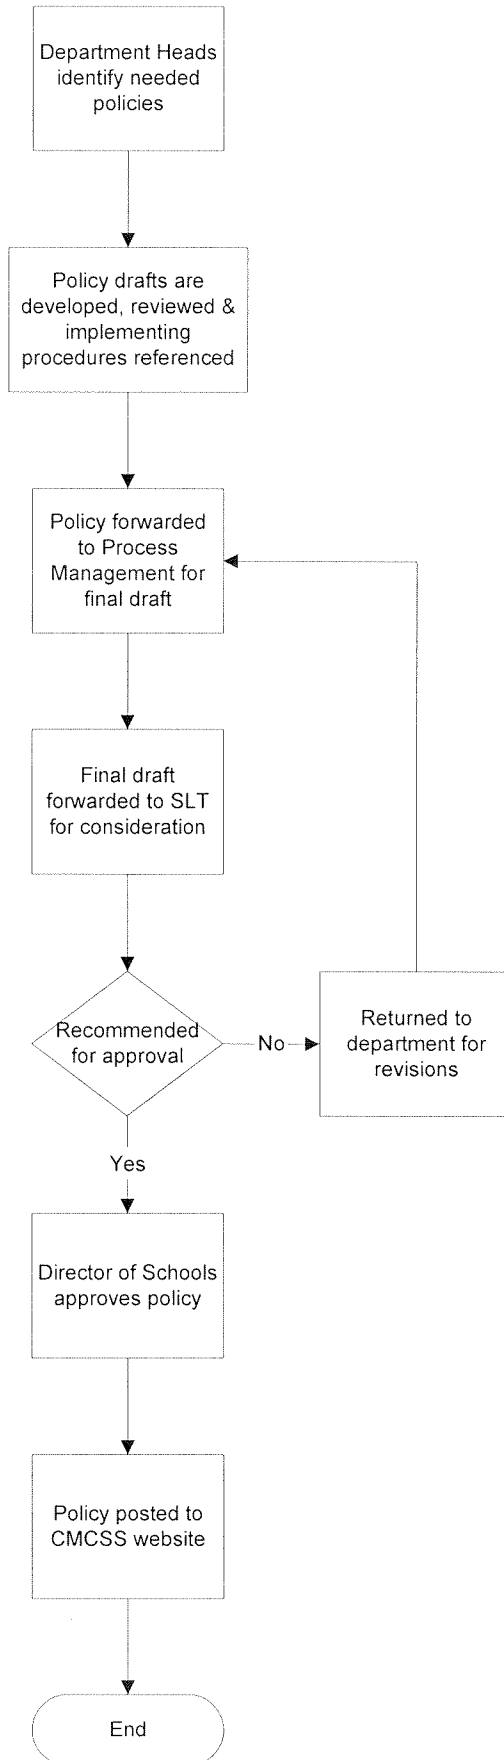 Department Heads
identify needed
policies
Policy drafts are
developed, reviewed &
implementing
procedures referenced
Policy forwarded
to Process
Management for
final draft
Final draft
forwarded to SLT
for consideration
Recommended
for approval
No
Returned to
department for
revisions
Yes
Director of Schools
approves policy
Policy posted to
CMCSS website
End